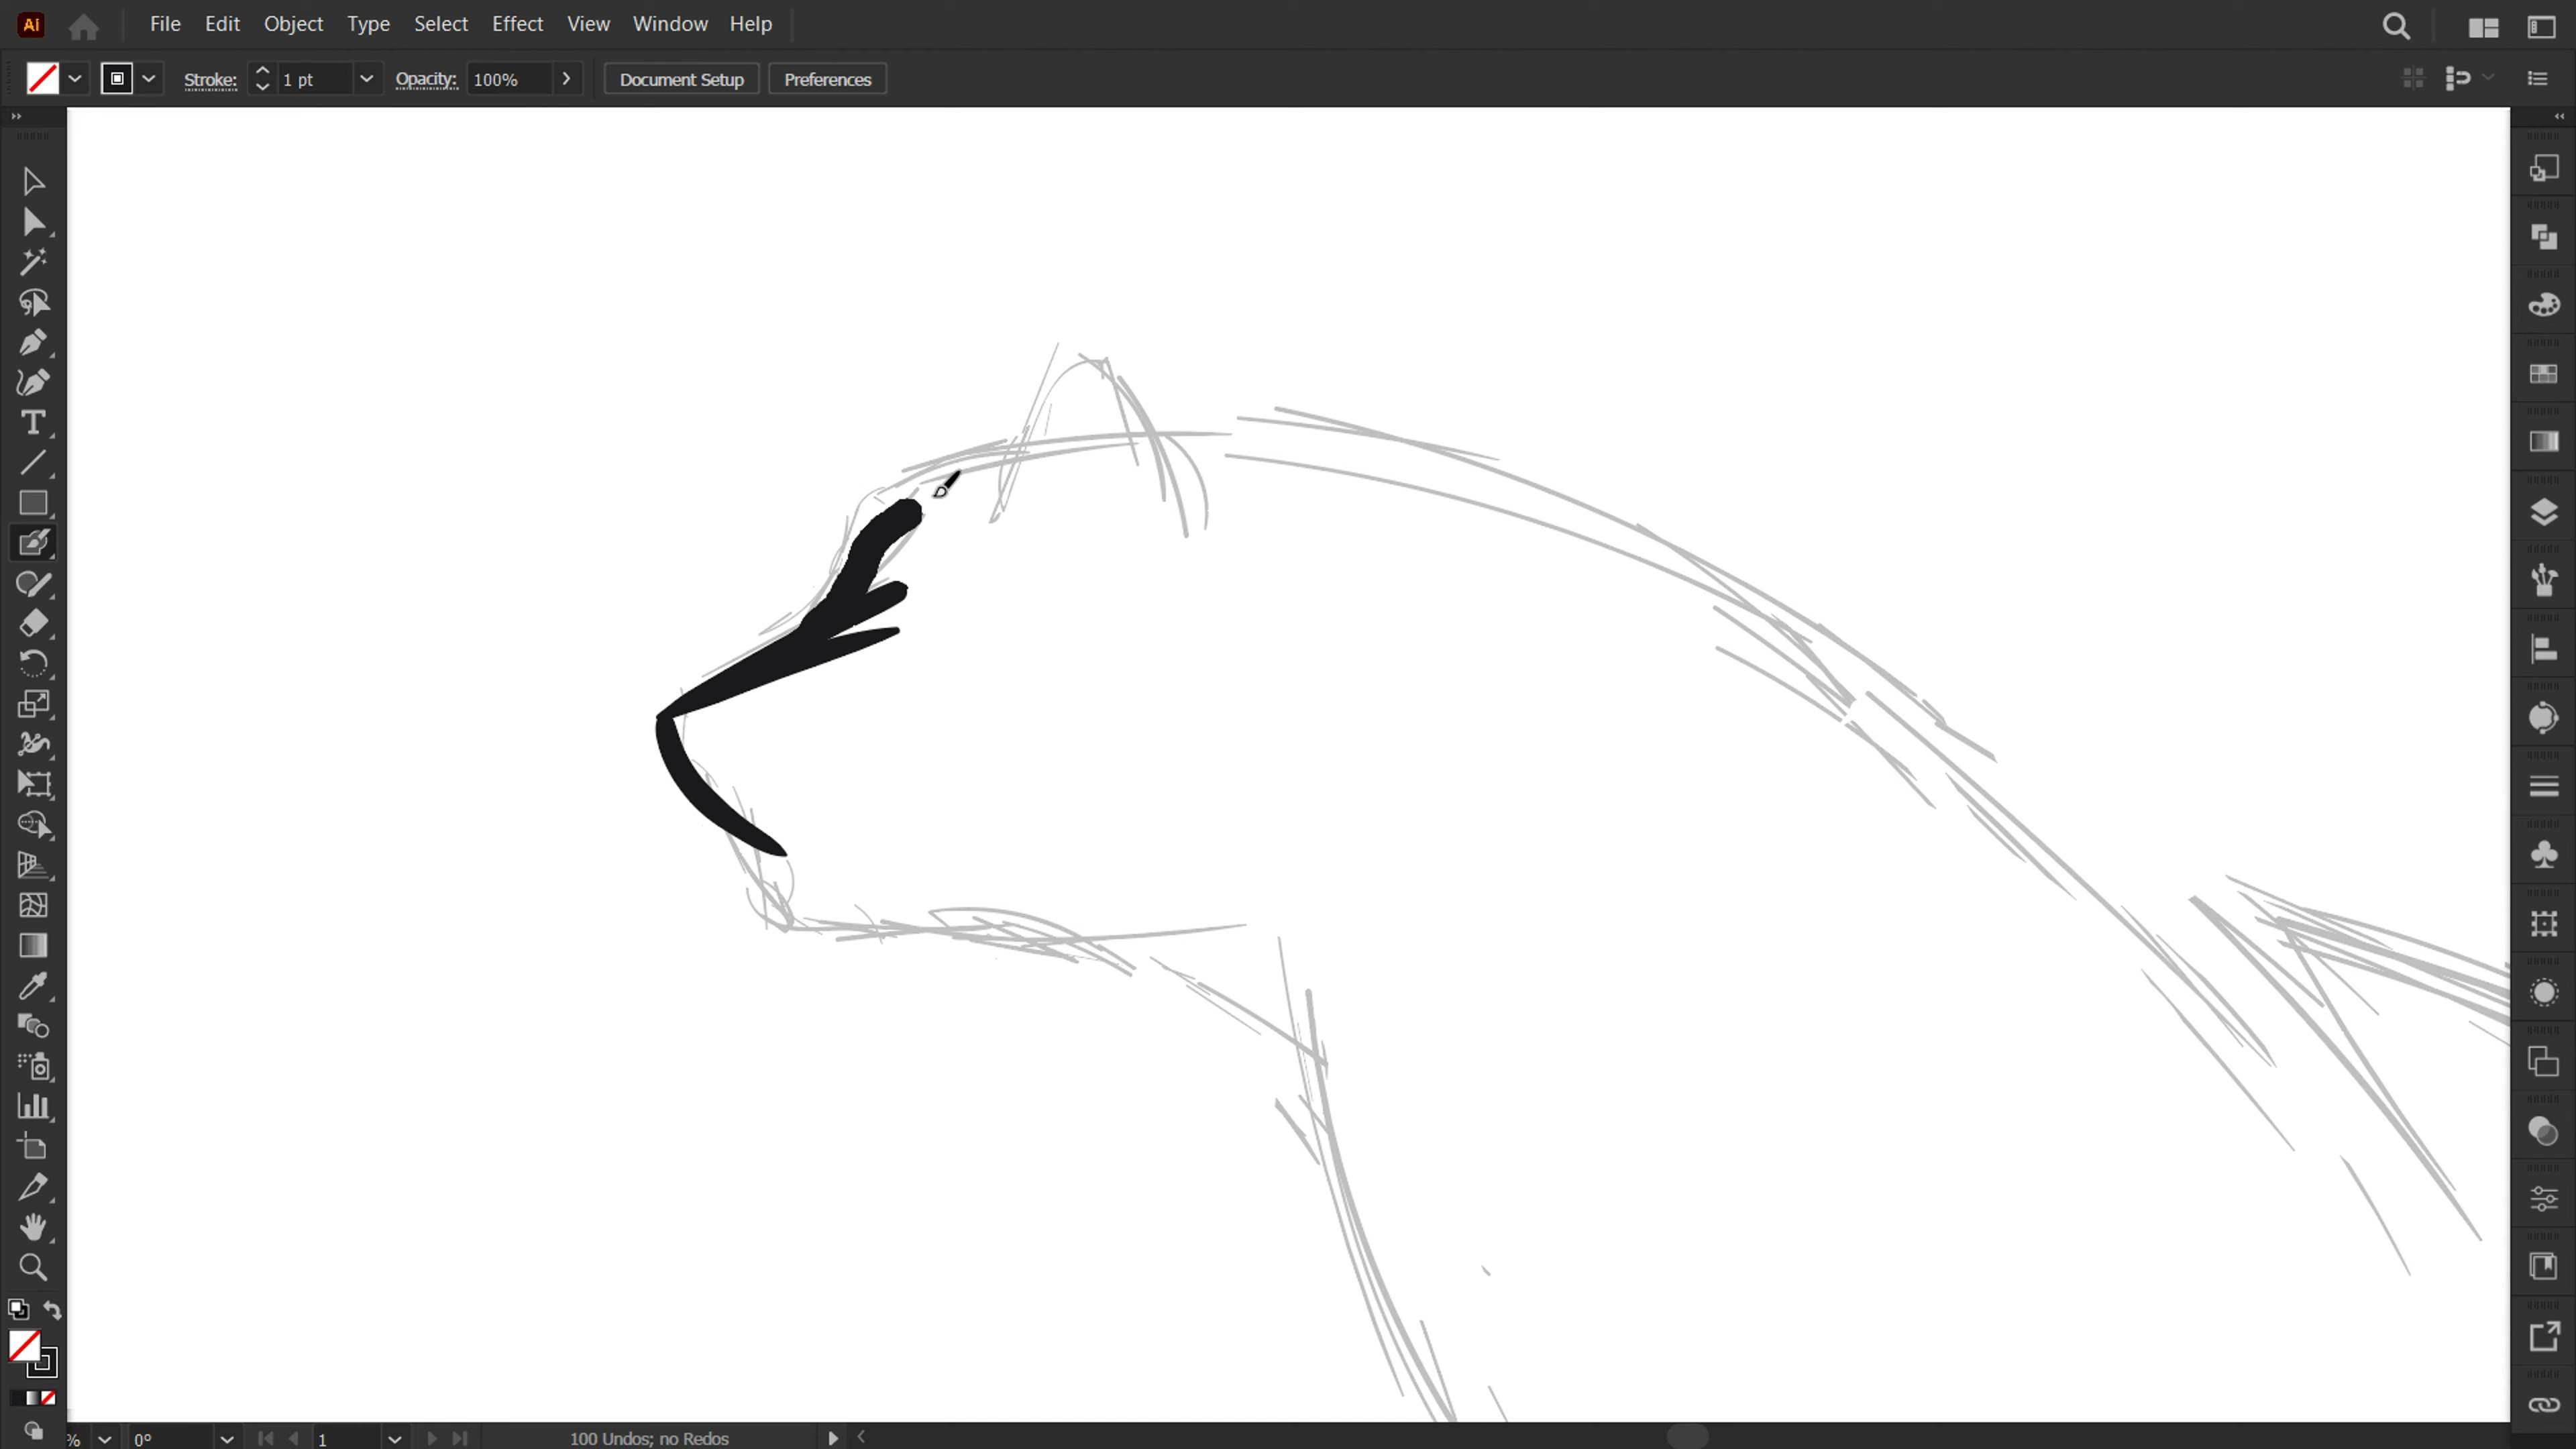 Ai File Edit Object Type Select Effect View Window Help
Stroke: 1 pt Opacity: 100% > Document Setup Preferences
% 0° 1 100 Undos; no Redos